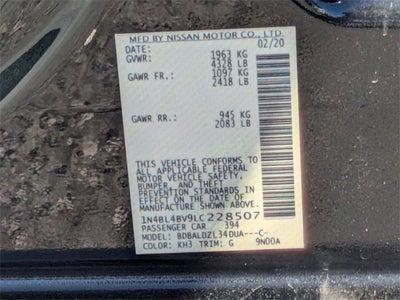 MFD BY NISSAN MOTOR CO., LTD.
DATE: 02/20
GVWR: 1963 KG
4328 LB
GAWR FR.: 1097 KG
2418 LB
GAWR RR.: 945 KG
2083 LB
THIS VEHICLE CONFORMS TO
ALL APPLICABLE FEDERAL
MOTOR VEHICLE SAFETY,
BUMPER, AND THEFT
PREVENTION STANDARDS IN
EFFECT ON THE DATE OF
MANUFACTURE SHOWN ABOVE.
1N4BL4BV9LC228507
PASSENGER CAR 394
MODEL: BDBALDZL34DUA---C-
COLOR: KH3 TRIM: G 9N00A